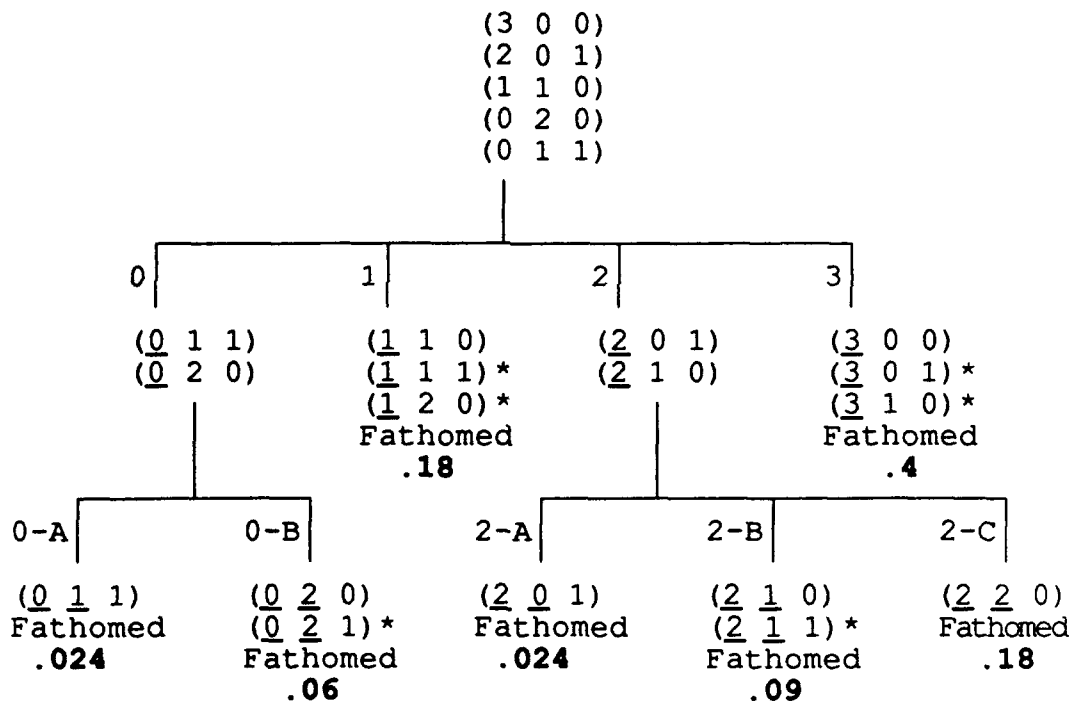 (3 0 0)
(2 0 1)
(1 1 0)
(0 2 0)
(0 1 1)
0 1 2 3
(0 1 1) (1 1 0) (2 0 1) (3 0 0)
(0 2 0) (1 1 1)* (2 1 0) (3 0 1)*
(1 2 0)* (3 1 0)*
Fathomed Fathomed
.18 .4
0-A 0-B 2-A 2-B 2-C
(0 1 1) (0 2 0) (2 0 1) (2 1 0) (2 2 0)
Fathomed (0 2 1)* Fathomed (2 1 1)* Fathomed
.024 Fathomed .024 Fathomed .18
.06 .09